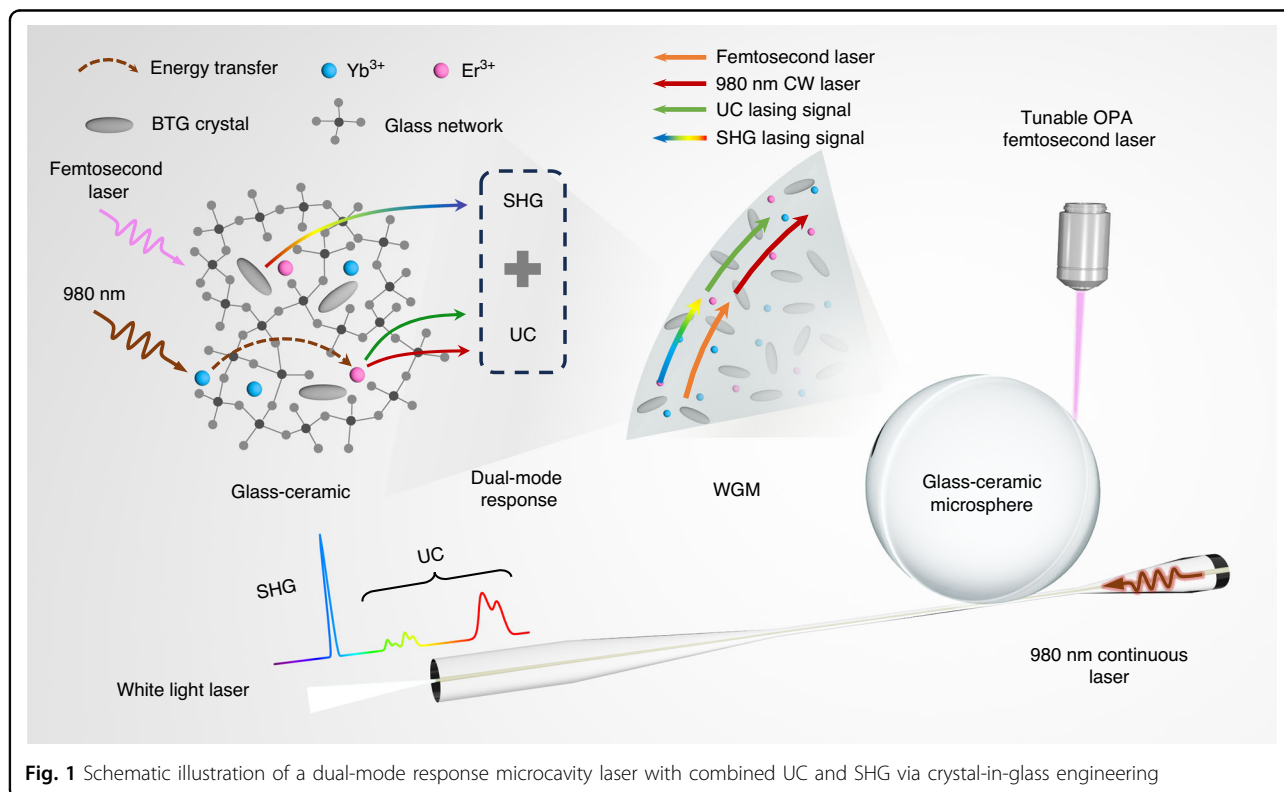 Energy transfer
Yb³⁺
Er³⁺
BTG crystal
Glass network
Femtosecond
laser
980 nm
SHG
UC
Glass-ceramic
Dual-mode
response
Femtosecond laser
980 nm CW laser
UC lasing signal
SHG lasing signal
WGM
Tunable OPA
femtosecond laser
Glass-ceramic
microsphere
SHG
UC
White light laser
980 nm continuous
laser
Fig. 1 Schematic illustration of a dual-mode response microcavity laser with combined UC and SHG via crystal-in-glass engineering